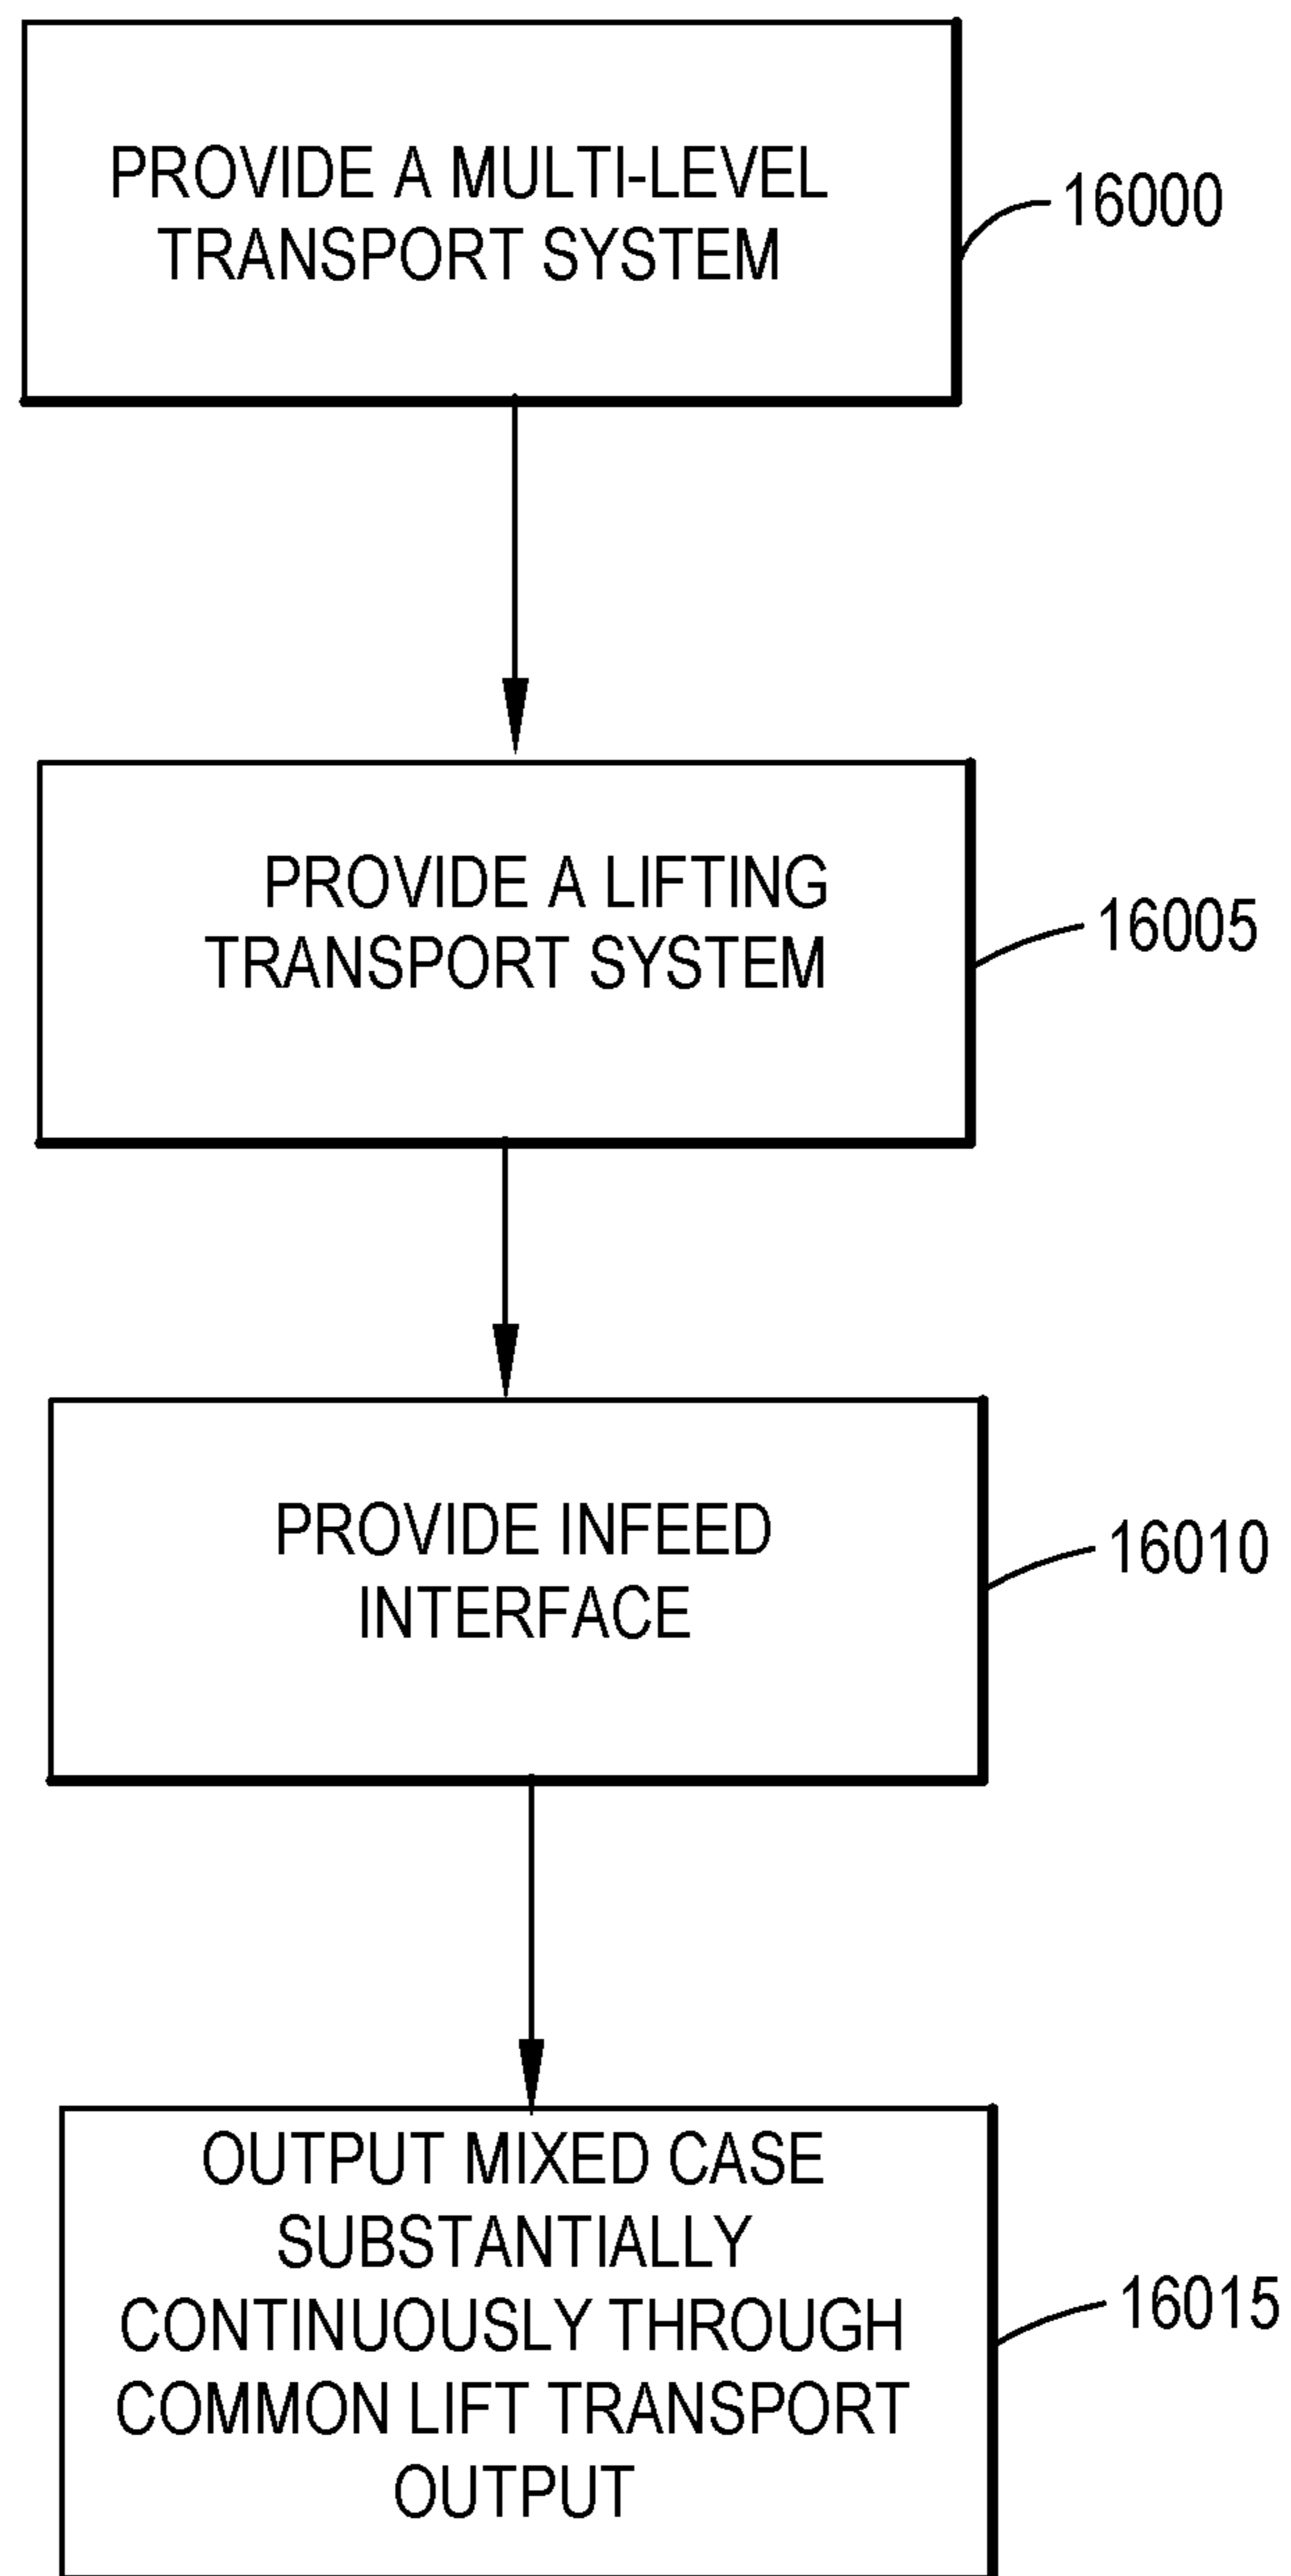 PROVIDE A MULTI-LEVEL
TRANSPORT SYSTEM
16000
PROVIDE A LIFTING
TRANSPORT SYSTEM
16005
PROVIDE INFEED
INTERFACE
16010
OUTPUT MIXED CASE
SUBSTANTIALLY
CONTINUOUSLY THROUGH
COMMON LIFT TRANSPORT
OUTPUT
16015